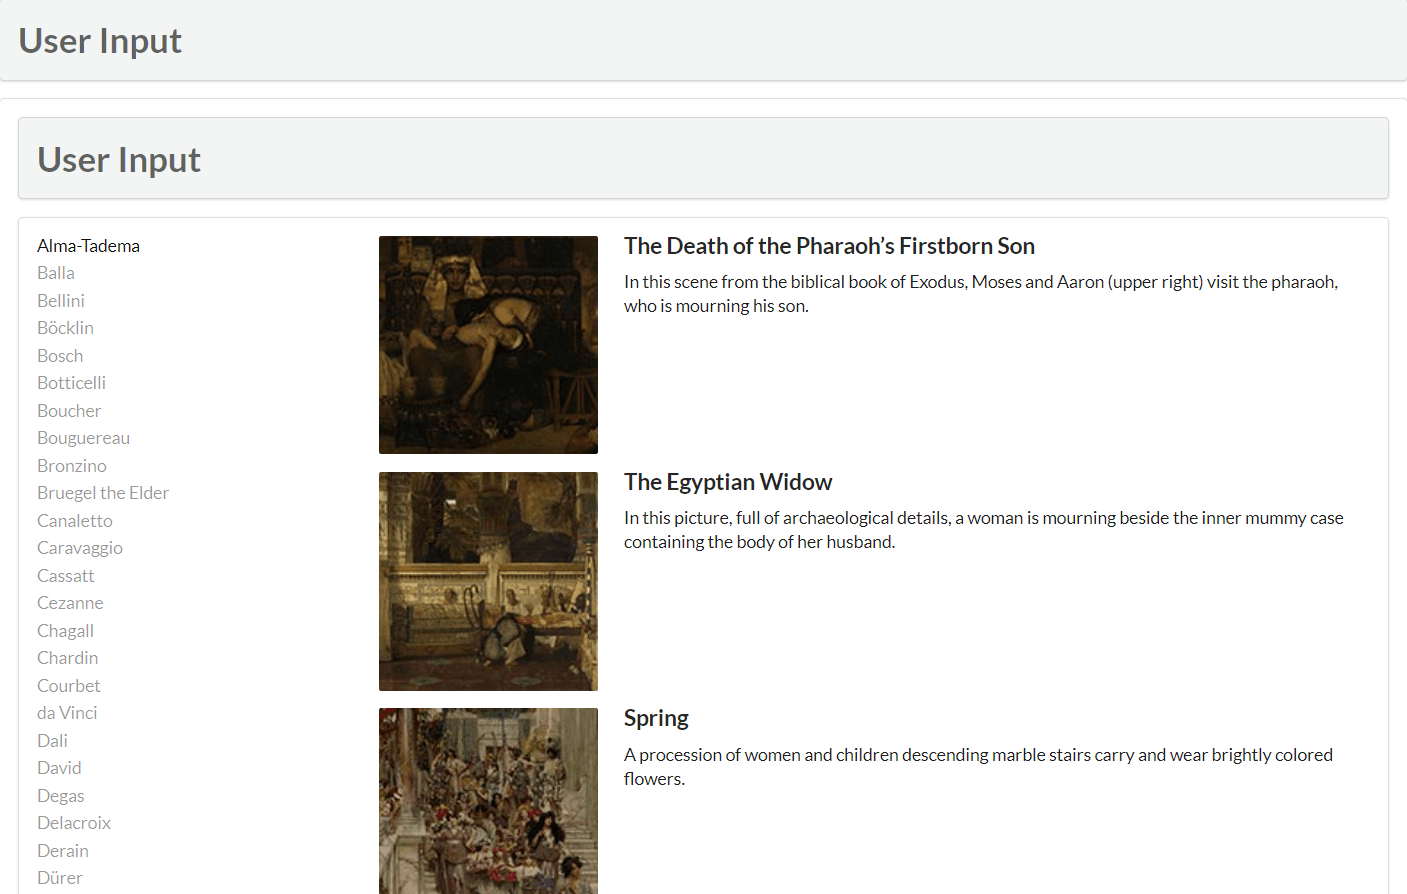 User Input
User Input
Alma-Tadema
Balla
Bellini
Böcklin
Bosch
Botticelli
Boucher
Bouguereau
Bronzino
Bruegel the Elder
Canaletto
Caravaggio
Cassatt
Cezanne
Chagall
Chardin
Courbet
da Vinci
Dali
David
Degas
Delacroix
Derain
Dürer
The Death of the Pharaoh’s Firstborn Son
In this scene from the biblical book of Exodus, Moses and Aaron (upper right) visit the pharaoh,
who is mourning his son.
The Egyptian Widow
In this picture, full of archaeological details, a woman is mourning beside the inner mummy case
containing the body of her husband.
Spring
A procession of women and children descending marble stairs carry and wear brightly colored
flowers.